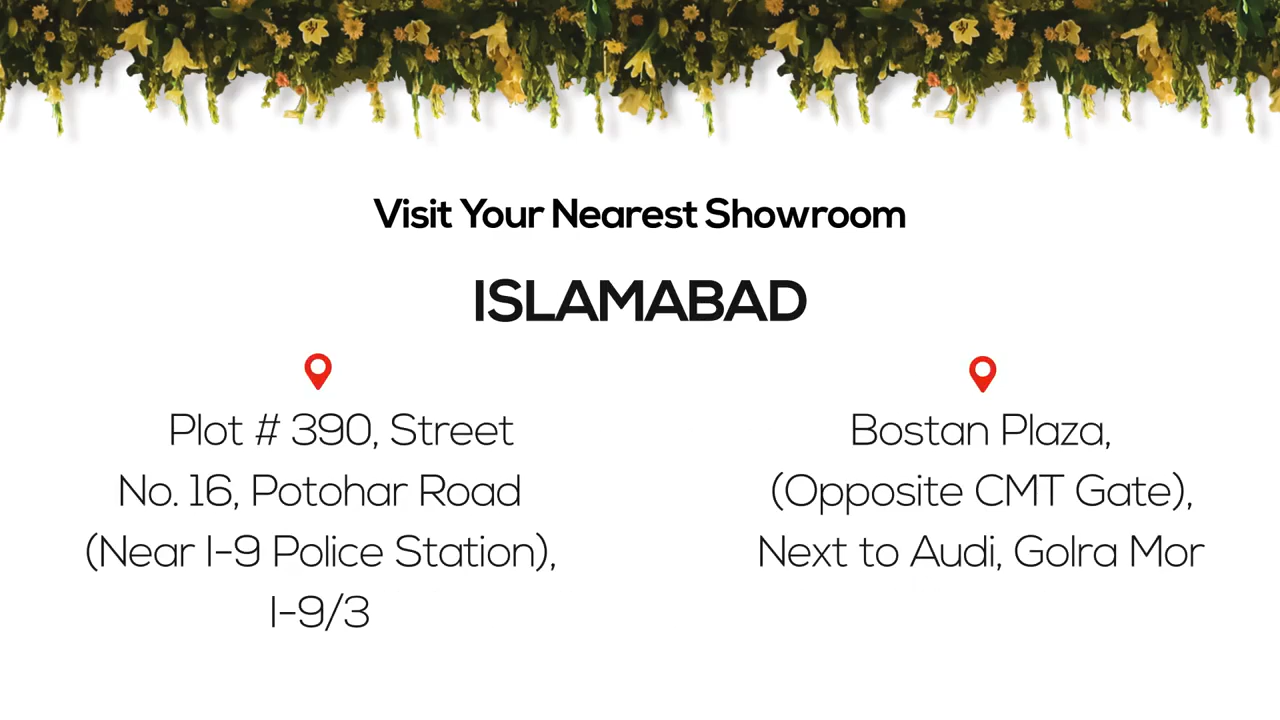 Visit Your Nearest Showroom
ISLAMABAD
Plot # 390, Street
No. 16, Potohar Road
(Near I-9 Police Station),
I-9/3
Bostan Plaza,
(Opposite CMT Gate),
Next to Audi, Golra Mor